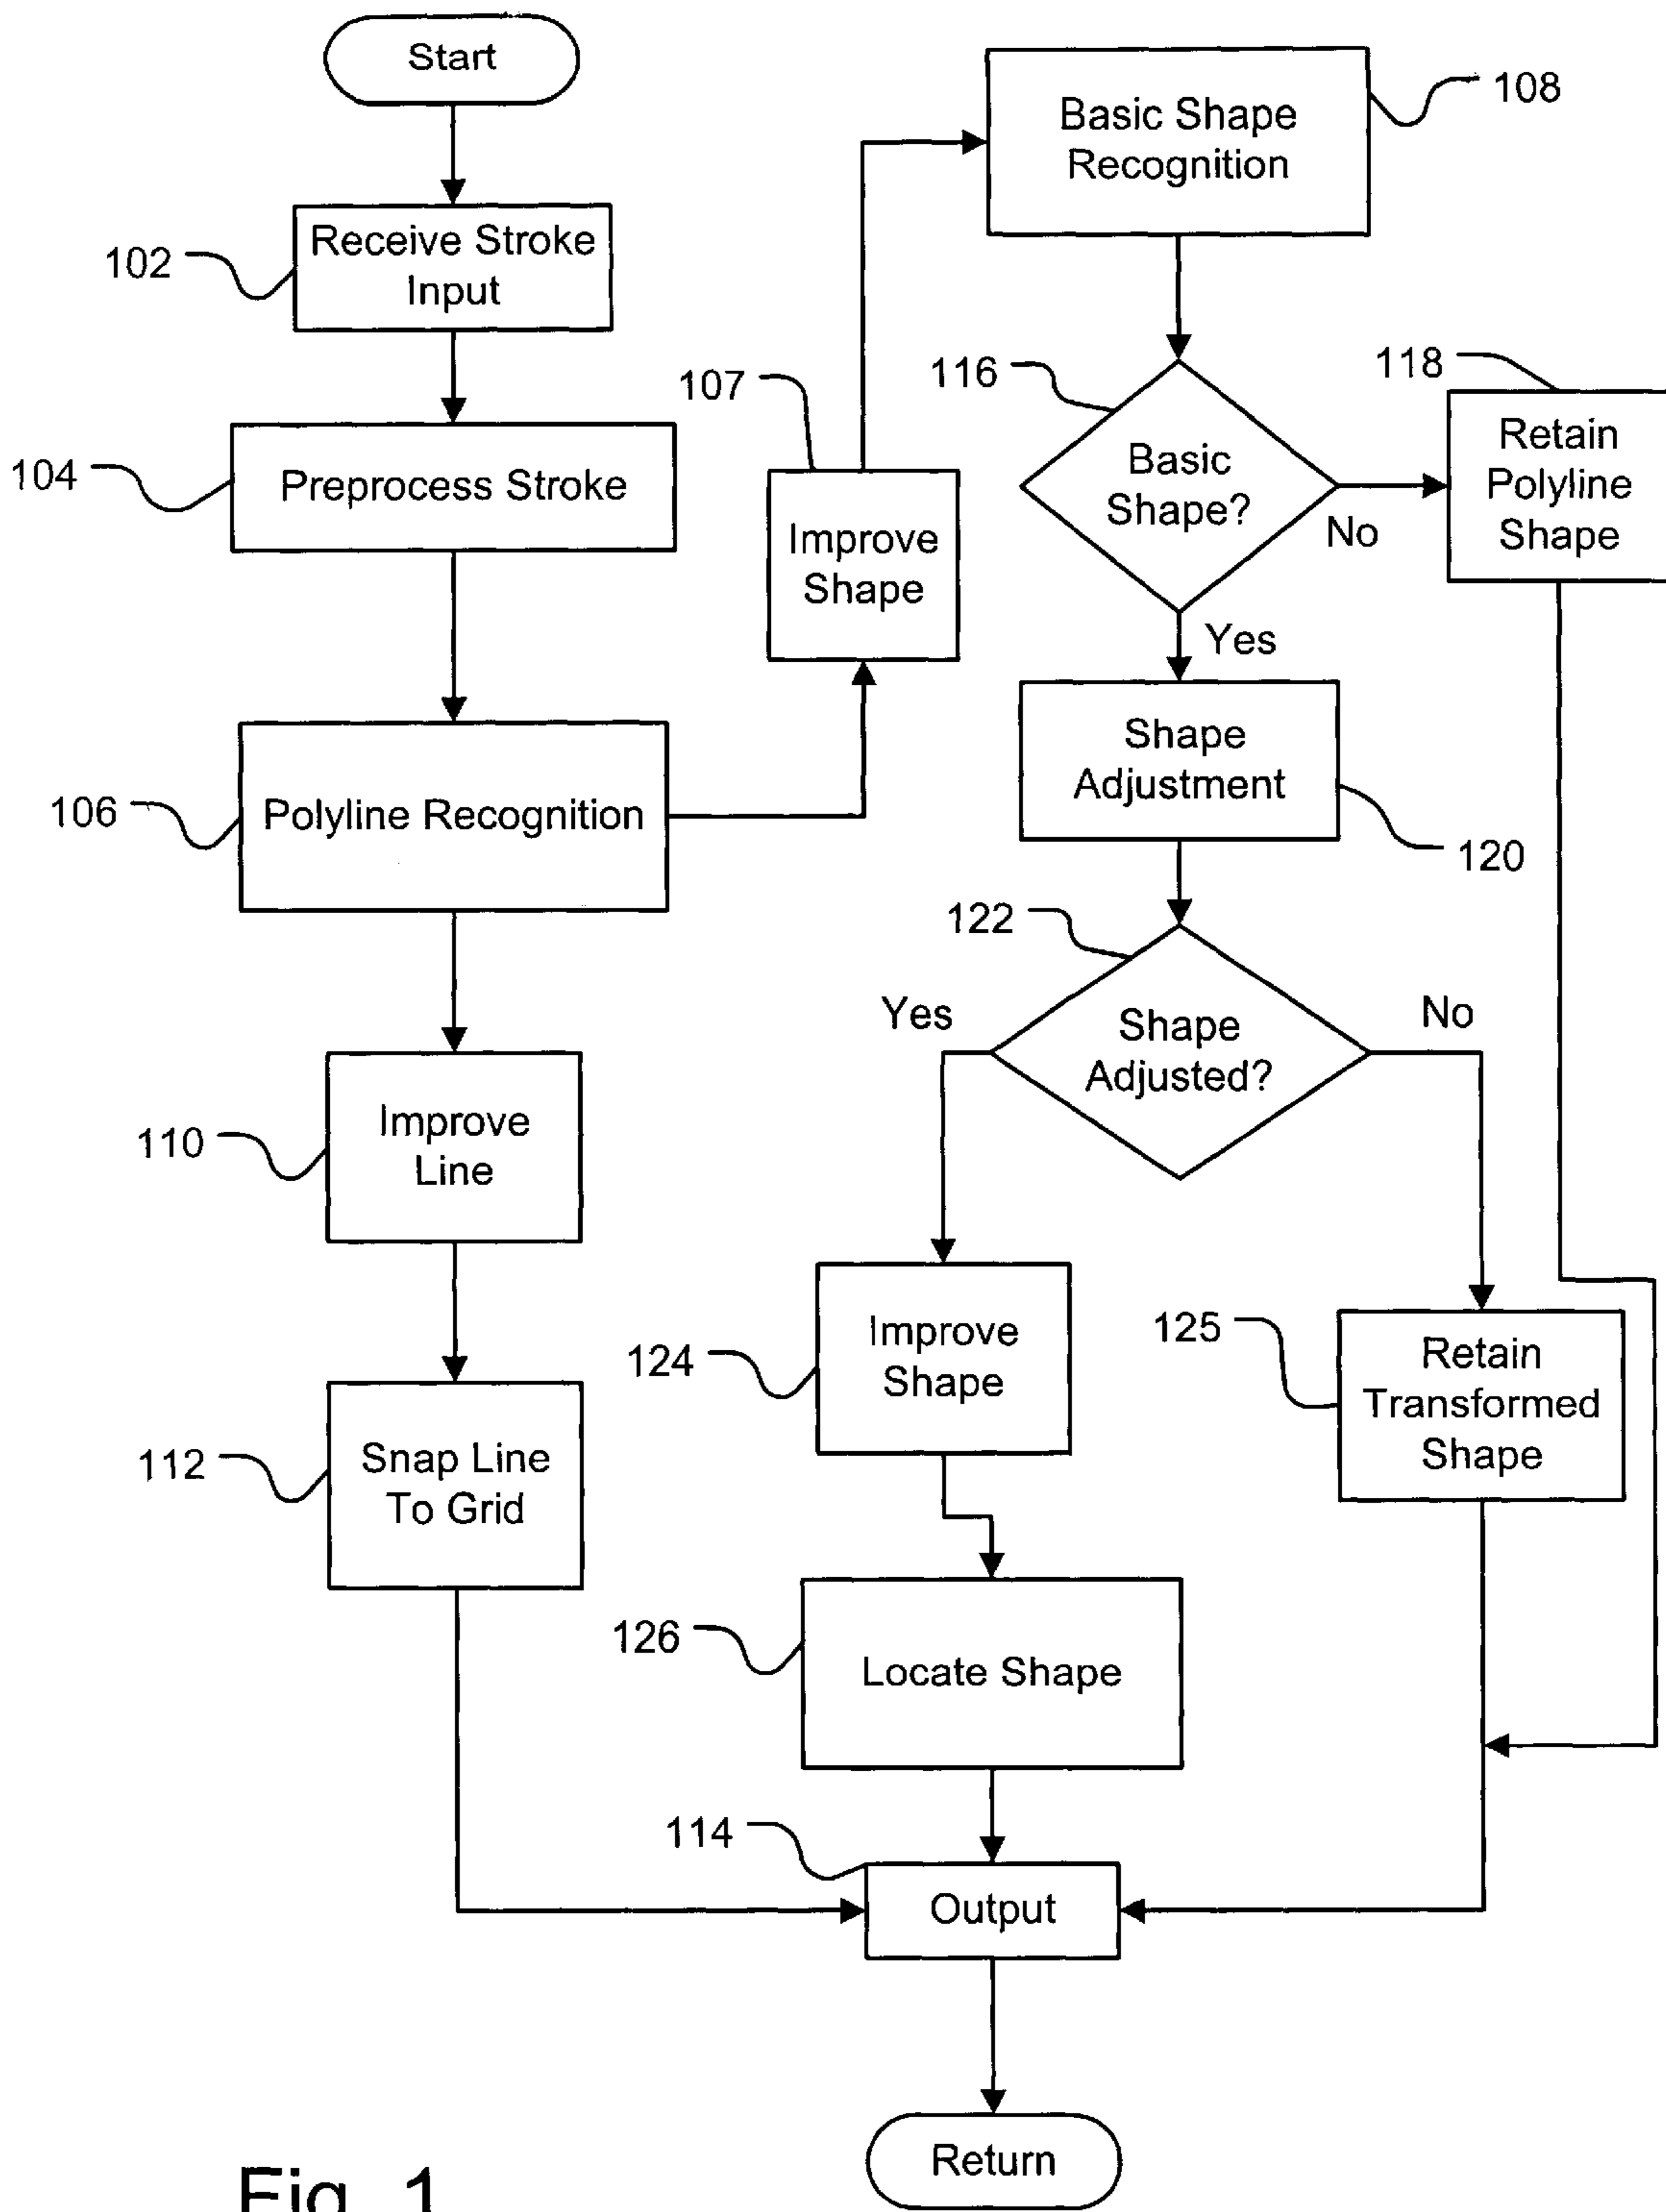 Start
102
Receive Stroke
Input
104
Preprocess Stroke
106
Polyline Recognition
107
Improve
Shape
108
Basic Shape
Recognition
116
Basic
Shape?
No
Yes
118
Retain
Polyline
Shape
Shape
Adjustment
120
122
Shape
Adjusted?
Yes
No
110
Improve
Line
112
Snap Line
To Grid
124
Improve
Shape
125
Retain
Transformed
Shape
126
Locate Shape
114
Output
Return
Fig. 1